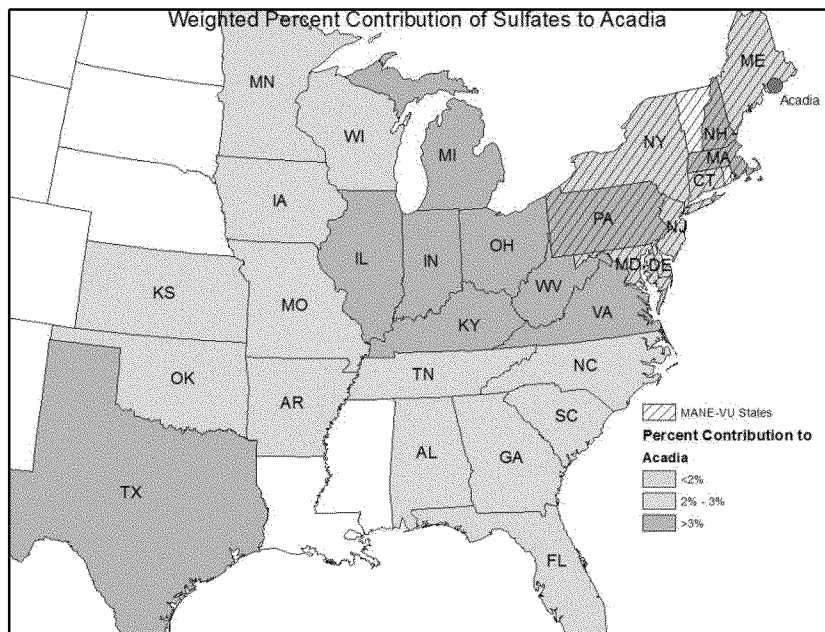 Weighted Percent Contribution of Sulfates to Acadia
ME
MN
Acadia
WI
NH
NY
MA
MI
CT
IA
PA
NJ
OH
IL
IN
MD
DE
WV
KS
MO
VA
KY
NC
TN
OK
AR
SC
MANE-VU States
Percent Contribution to
Acadia
AL
GA
<2%
TX
2% - 3%
>3%
FL